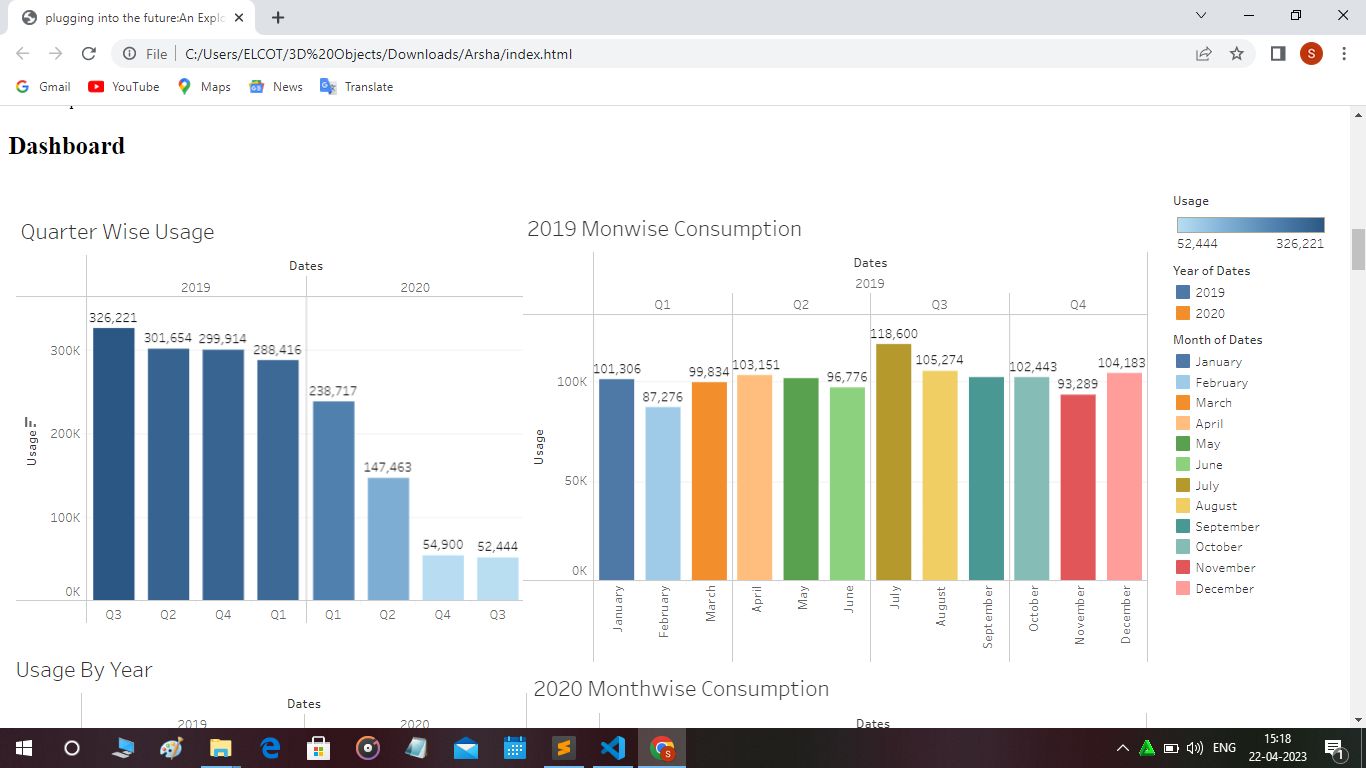 plugging into the future:An Explo
File
C:/Users/ELCOT/3D%20Objects/Downloads/Arsha/index.html
S
Gmail
YouTube
Maps
News
Translate
Dashboard
Quarter Wise Usage
Dates
2019
2020
Usage
300K
200K
100K
0K
326,221
301,654
299,914
288,416
238,717
147,463
54,900
52,444
Q3
Q2
Q4
Q1
Q1
Q2
Q4
Q3
2019 Monwise Consumption
Dates
2019
Q1
Q2
Q3
Q4
Usage
100K
50K
0K
101,306
87,276
99,834
103,151
96,776
118,600
105,274
102,443
93,289
104,183
January
February
March
April
May
June
July
August
September
October
November
December
Usage
52,444
326,221
Year of Dates
2019
2020
Month of Dates
January
February
March
April
May
June
July
August
September
October
November
December
Usage By Year
Dates
2019
2020
2020 Monthwise Consumption
Dates
S
ENG
15:18
22-04-2023
1